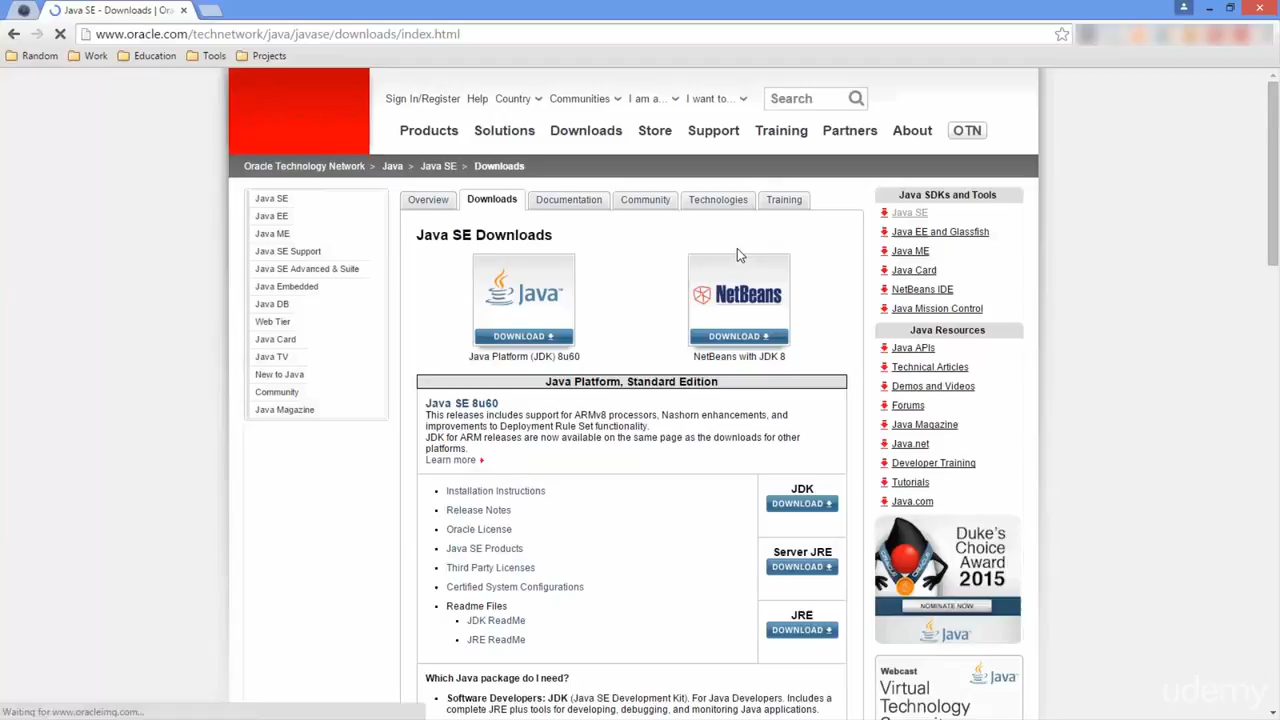 Java SE - Downloads | Ora
www.oracle.com/technetwork/java/javase/downloads/index.html
Random Work Education Tools Projects
Sign In/Register Help Country Communities I am a... I want to... Search
Products Solutions Downloads Store Support Training Partners About OTN
Oracle Technology Network > Java > Java SE > Downloads
Java SE
Java EE
Java ME
Java SE Support
Java SE Advanced & Suite
Java Embedded
Java DB
Web Tier
Java Card
Java TV
New to Java
Community
Java Magazine
Overview Downloads Documentation Community Technologies Training
Java SE Downloads
Java
DOWNLOAD
Java Platform (JDK) 8u60
NetBeans
DOWNLOAD
NetBeans with JDK 8
Java Platform, Standard Edition
Java SE 8u60
This releases includes support for ARMv8 processors, Nashorn enhancements, and
improvements to Deployment Rule Set functionality.
JDK for ARM releases are now available on the same page as the downloads for other
platforms.
Learn more
• Installation Instructions
• Release Notes
• Oracle License
• Java SE Products
• Third Party Licenses
• Certified System Configurations
• Readme Files
• JDK ReadMe
• JRE ReadMe
JDK
DOWNLOAD
Server JRE
DOWNLOAD
JRE
DOWNLOAD
Which Java package do I need?
• Software Developers: JDK (Java SE Development Kit). For Java Developers. Includes a
complete JRE plus tools for developing, debugging, and monitoring Java applications.
Java SDKs and Tools
Java SE
Java EE and Glassfish
Java ME
Java Card
NetBeans IDE
Java Mission Control
Java Resources
Java APIs
Technical Articles
Demos and Videos
Forums
Java Magazine
Java.net
Developer Training
Tutorials
Java.com
Duke's
Choice
Award
2015
NOMINATE NOW
Java
Webcast
Java
Virtual
Technology
udemy
Waiting for www.oracleimg.com...